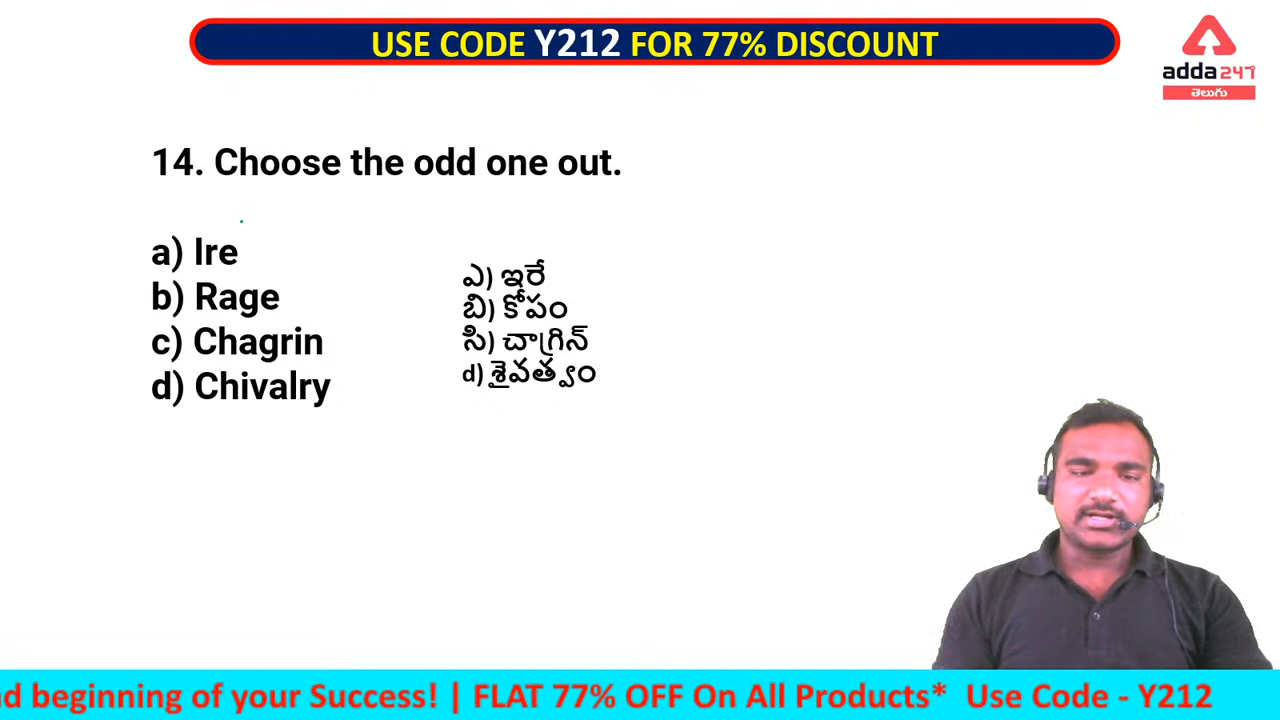 USE CODE Y212 FOR 77% DISCOUNT
adda247
తెలుగు
14. Choose the odd one out.
a) Ire
b) Rage
c) Chagrin
d) Chivalry
ఎ) ఇరే
బి) కోపం
సి) చాగ్రిన్
d) శైవత్వం
d beginning of your Success! | FLAT 77% OFF On All Products* Use Code - Y212